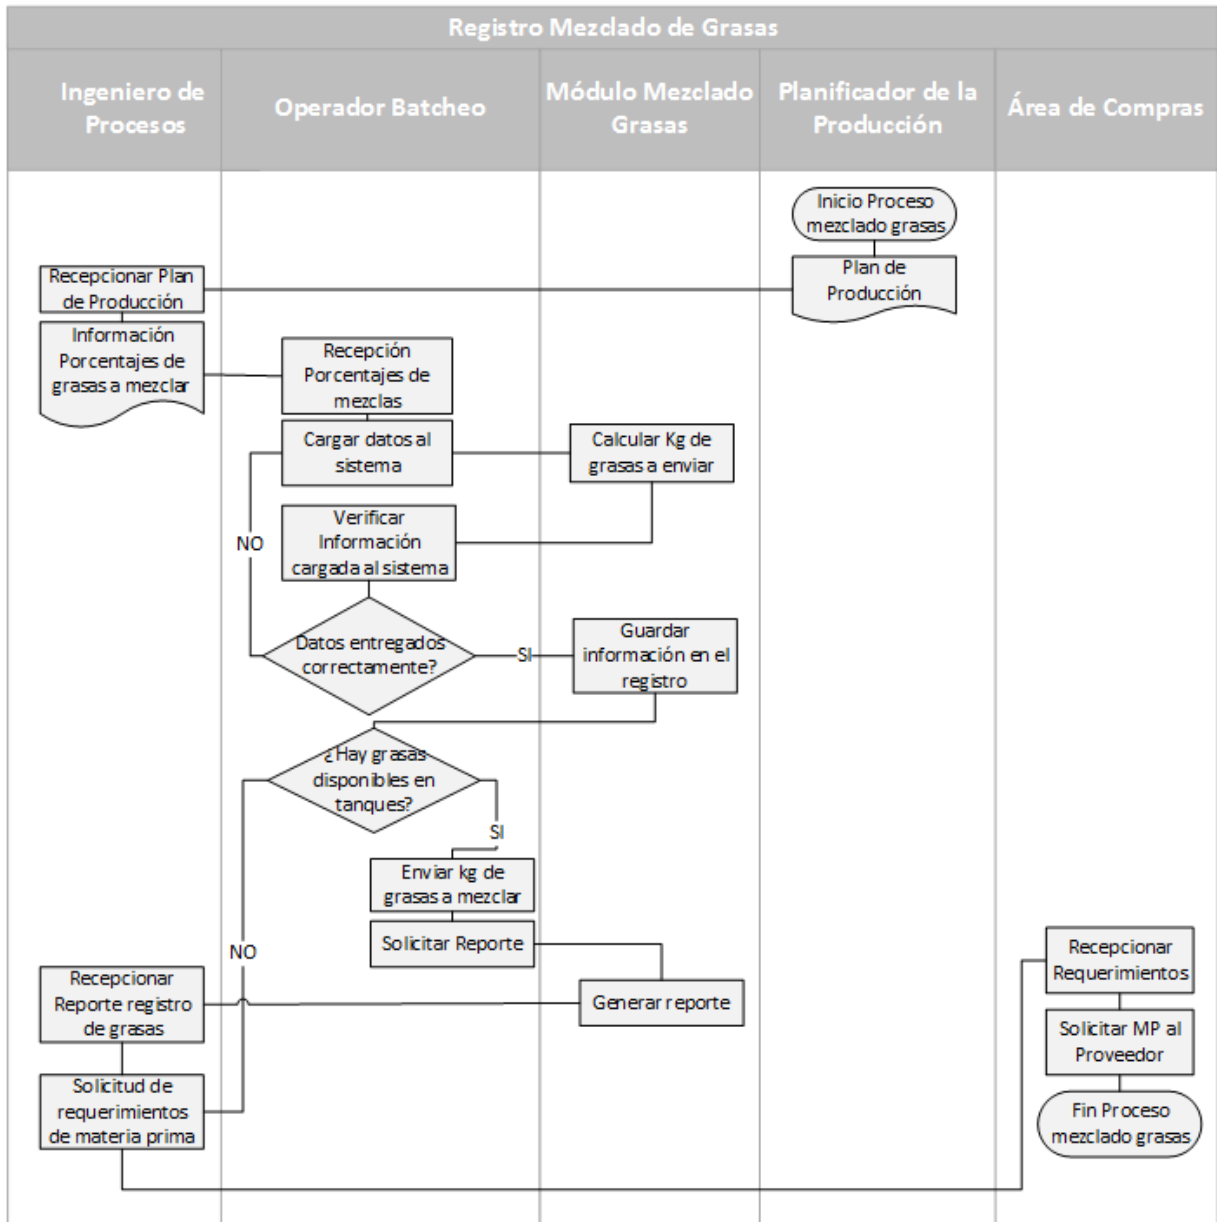 Registro Mezclado de Grasas
Ingeniero de
Procesos
Operador Batcheo
Módulo Mezclado
Grasas
Planificador de la
Producción
Área de Compras
Inicio Proceso
mezclado grasas
Plan de
Producción
Recepcionar Plan
de Producción
Información
Porcentajes de
grasas a mezclar
Recepción
Porcentajes de
mezclas
Cargar datos al
sistema
Calcular Kg de
grasas a enviar
Verificar
Información
cargada al sistema
NO
Datos entregados
correctamente?
SI
Guardar
información en el
registro
¿Hay grasas
disponibles en
tanques?
SI
Enviar kg de
grasas a mezclar
Solicitar Reporte
NO
Generar reporte
Recepcionar
Reporte registro
de grasas
Solicitud de
requerimientos
de materia prima
Recepcionar
Requerimientos
Solicitar MP al
Proveedor
Fin Proceso
mezclado grasas